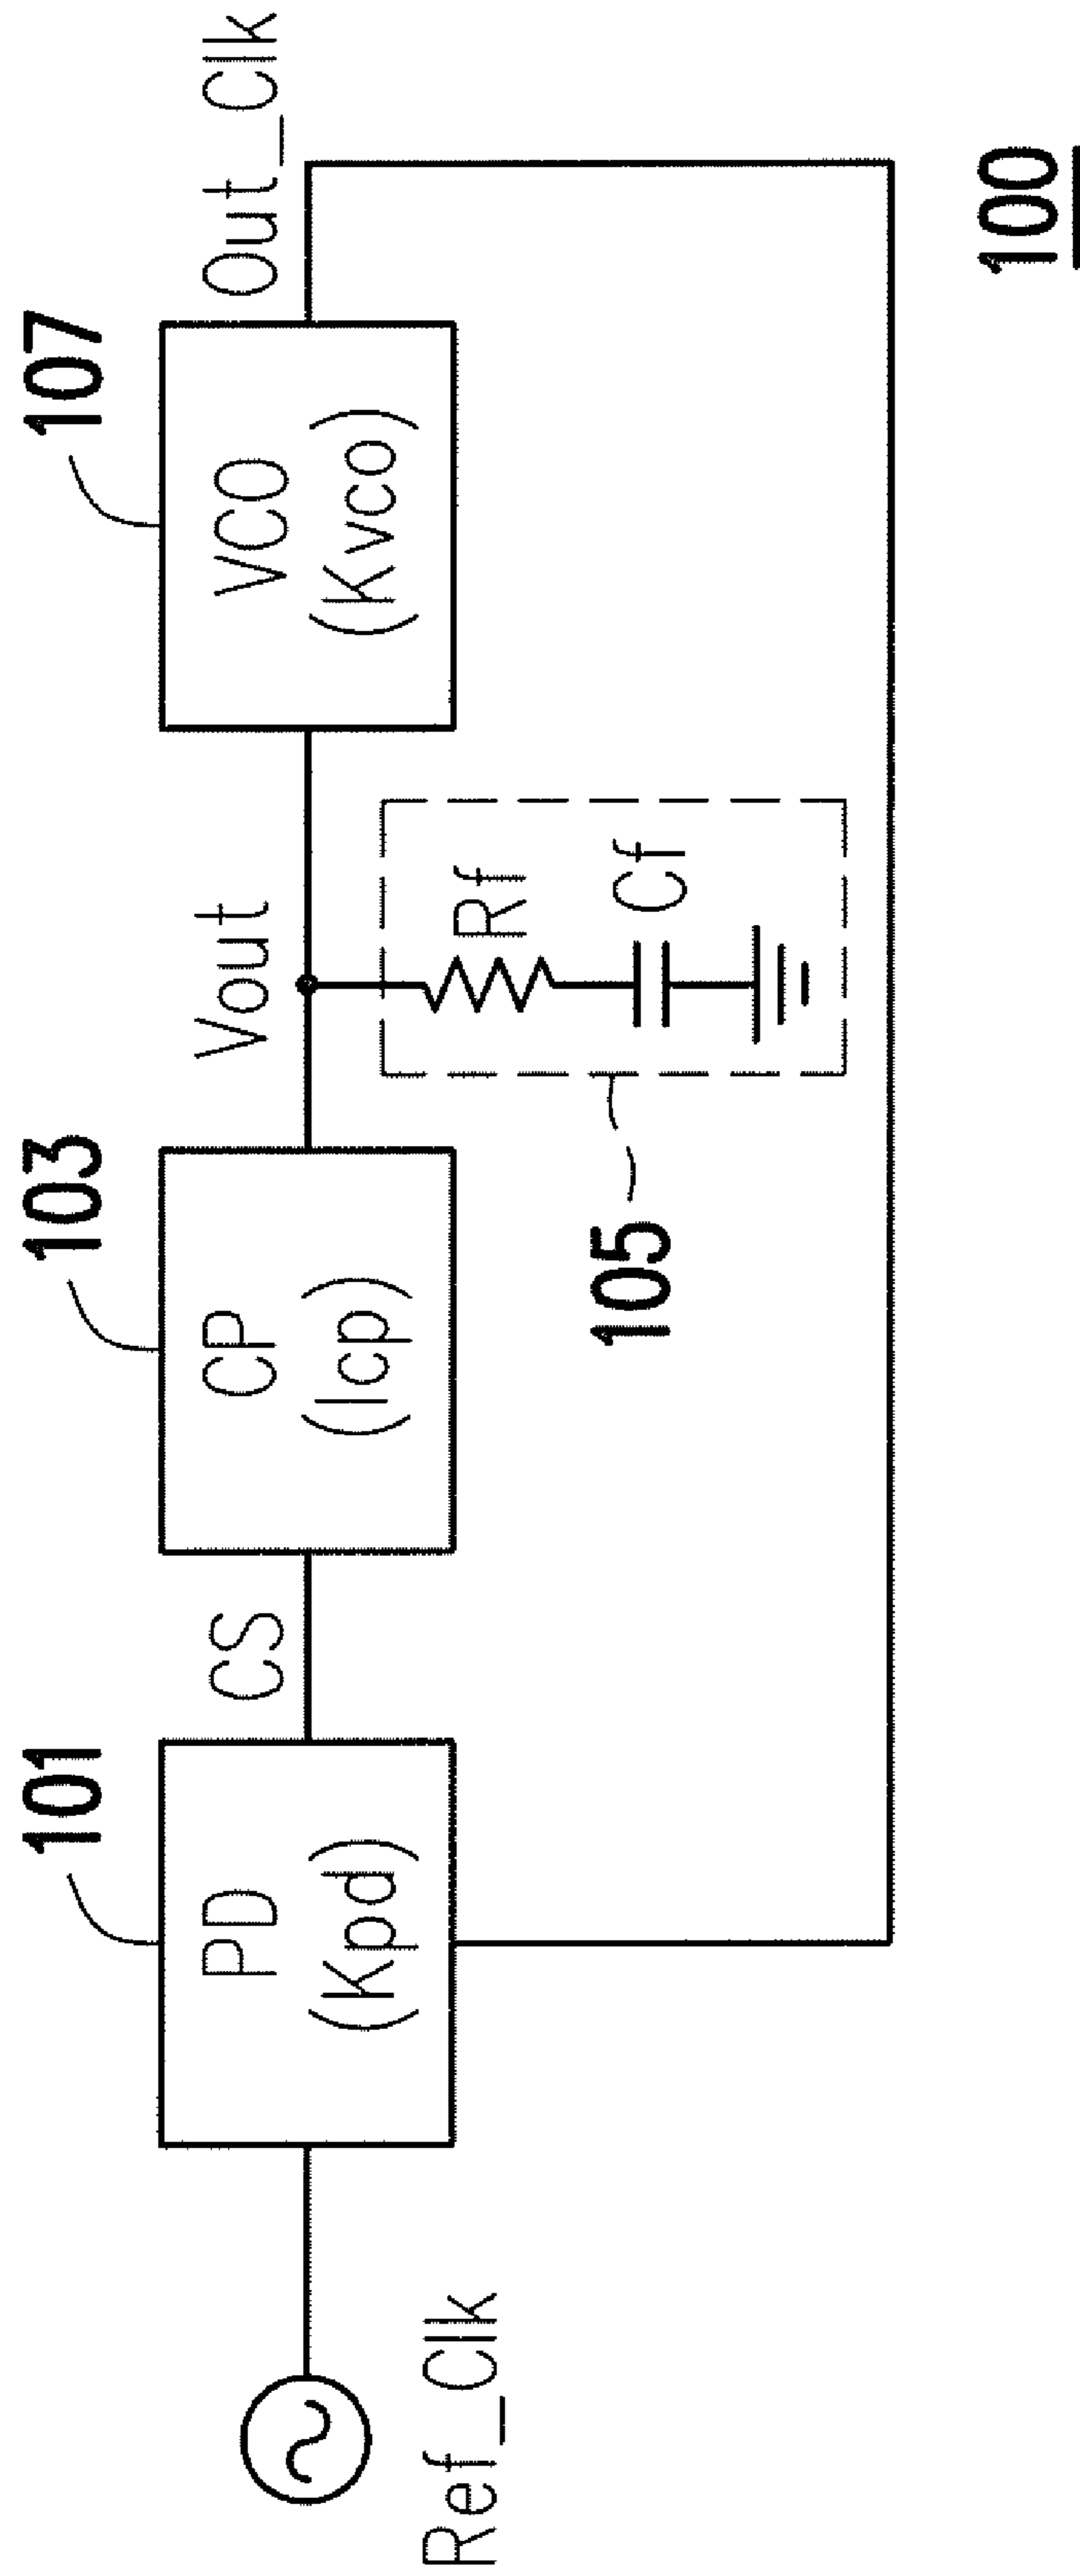 101
103
107
PD
(Kpd)
CS
CP
(Icp)
Vout
VCO
(Kvco)
Out_Clk
Ref_Clk
Rf
Cf
105
100